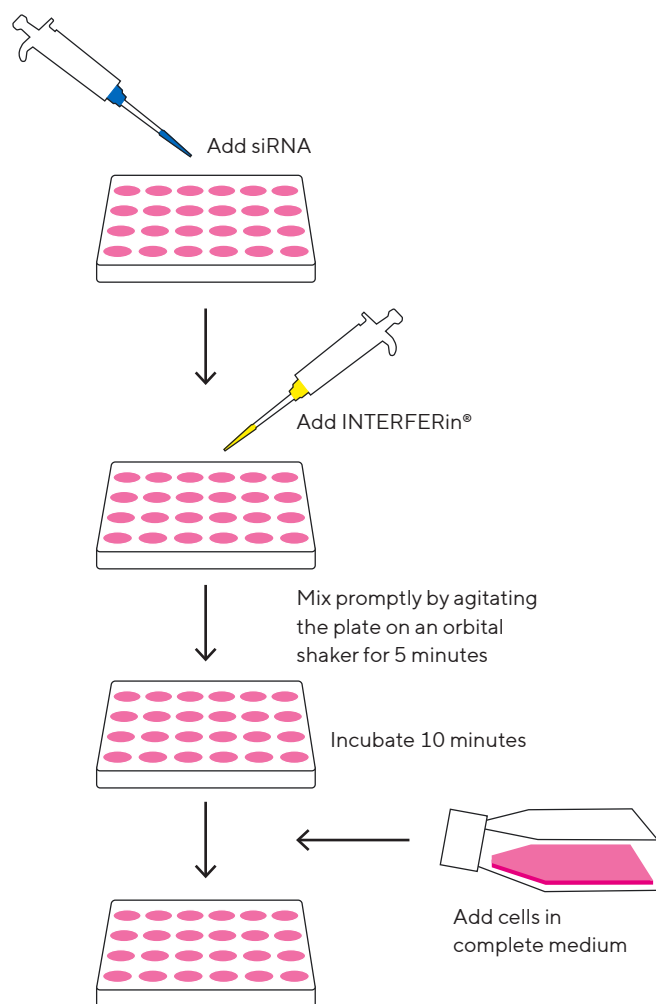 Add siRNA
Add INTERFERin®
Mix promptly by agitating
the plate on an orbital
shaker for 5 minutes
Incubate 10 minutes
Add cells in
complete medium